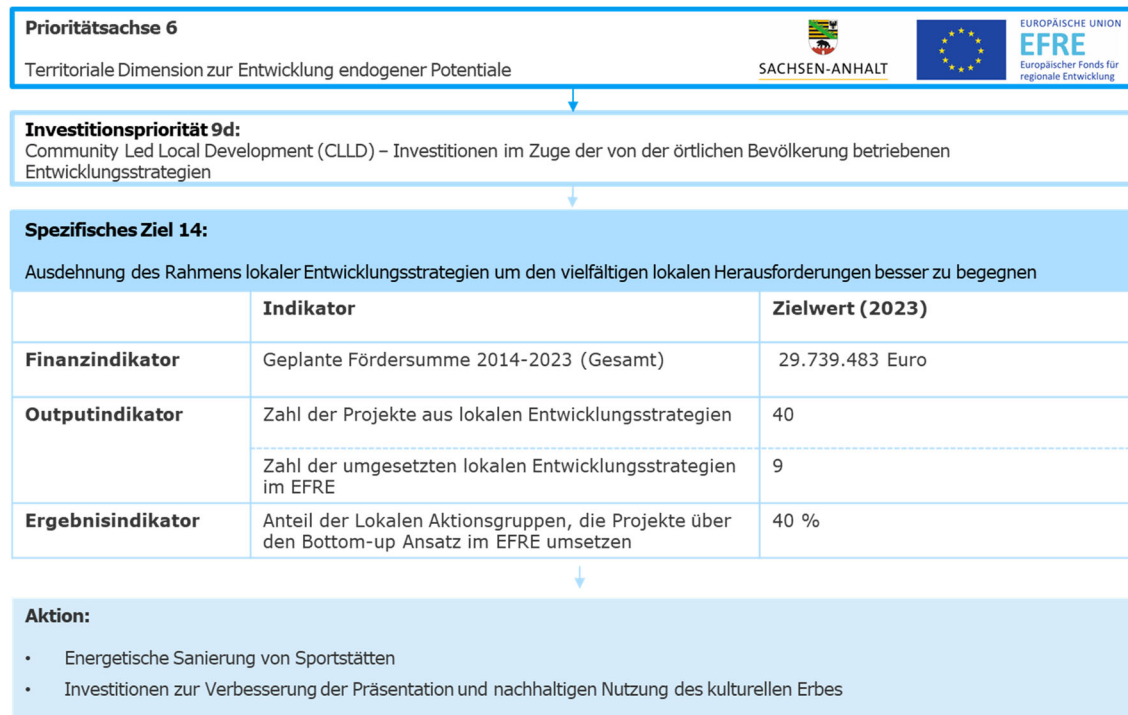 Prioritätsachse 6
Territoriale Dimension zur Entwicklung endogener Potentiale
SACHSEN-ANHALT
EUROPÄISCHE UNION
EFRE
Europäischer Fonds für
regionale Entwicklung
Investitionspriorität 9d:
Community Led Local Development (CLLD) – Investitionen im Zuge der von der örtlichen Bevölkerung betriebenen
Entwicklungsstrategien
Spezifisches Ziel 14:
Ausdehnung des Rahmens lokaler Entwicklungsstrategien um den vielfältigen lokalen Herausforderungen besser zu begegnen
Indikator Zielwert (2023)
Finanzindikator Geplante Fördersumme 2014-2023 (Gesamt) 29.739.483 Euro
Outputindikator Zahl der Projekte aus lokalen Entwicklungsstrategien 40
Zahl der umgesetzten lokalen Entwicklungsstrategien 9
im EFRE
Ergebnisindikator Anteil der Lokalen Aktionsgruppen, die Projekte über 40 %
den Bottom-up Ansatz im EFRE umsetzen
Aktion:
• Energetische Sanierung von Sportstätten
• Investitionen zur Verbesserung der Präsentation und nachhaltigen Nutzung des kulturellen Erbes